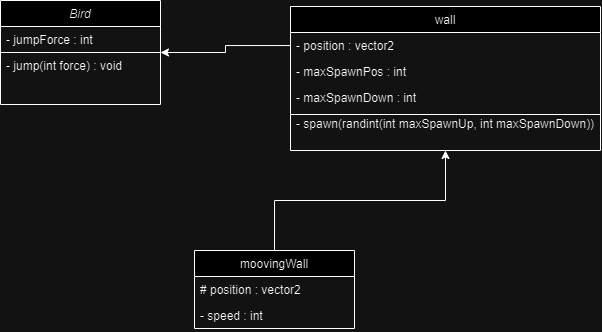 Bird
- jumpForce : int
- jump(int force) : void
wall
- position : vector2
- maxSpawnPos : int
- maxSpawnDown : int
- spawn(randint(int maxSpawnUp, int maxSpawnDown))
moovingWall
# position : vector2
- speed : int